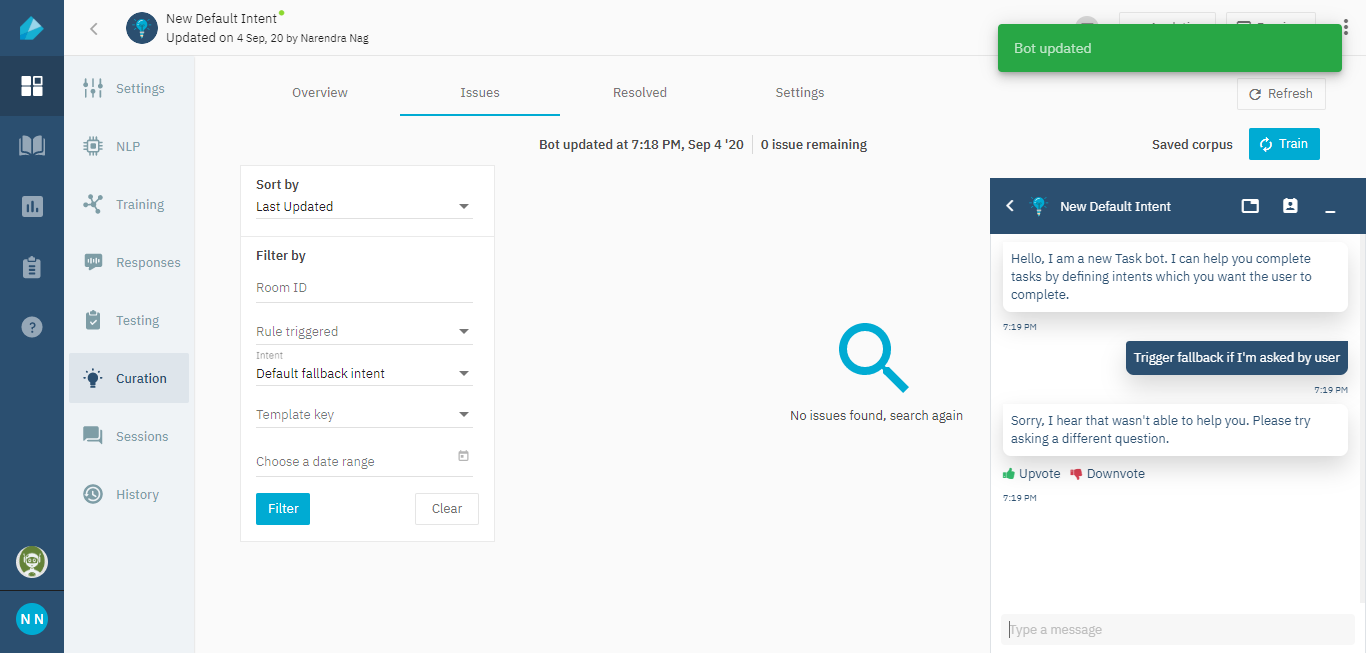 New Default Intent
Updated on 4 Sep, 20 by Narendra Nag
Bot updated
Settings
NLP
Training
Responses
Testing
Curation
Sessions
History
N N
Overview
Issues
Resolved
Settings
Refresh
Bot updated at 7:18 PM, Sep 4 '20
0 issue remaining
Saved corpus
Train
Sort by
Last Updated
Filter by
Room ID
Rule triggered
Intent
Default fallback intent
Template key
Choose a date range
Filter
Clear
No issues found, search again
New Default Intent
Hello, I am a new Task bot. I can help you complete
tasks by defining intents which you want the user to
complete.
7:19 PM
Trigger fallback if I'm asked by user
7:19 PM
Sorry, I hear that wasn't able to help you. Please try
asking a different question.
Upvote
Downvote
7:19 PM
Type a message